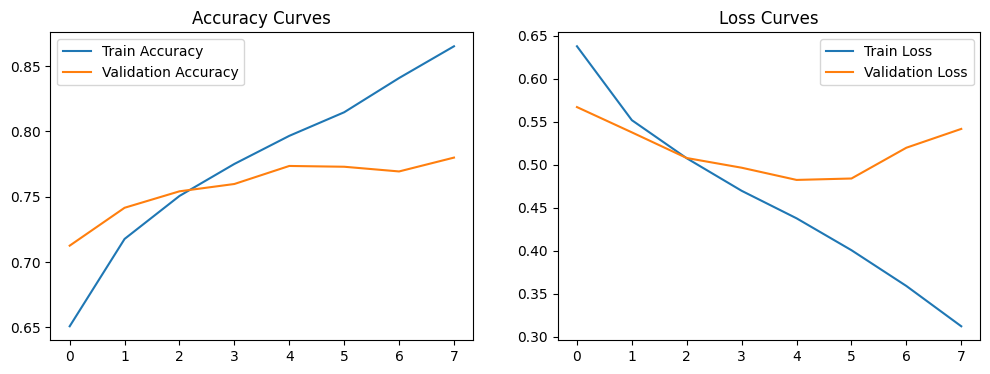 Accuracy Curves
Train Accuracy
Validation Accuracy
0.85
0.80
0.75
0.70
0.65
0 1 2 3 4 5 6 7
Loss Curves
Train Loss
Validation Loss
0.65
0.60
0.55
0.50
0.45
0.40
0.35
0.30
0 1 2 3 4 5 6 7